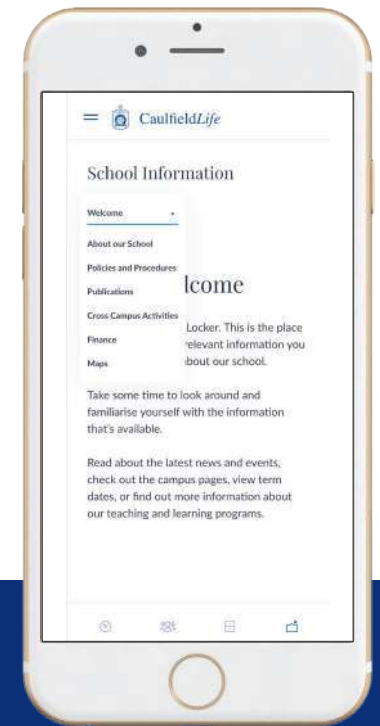 CaulfieldLife
School Information
Welcome
About our School
Policies and Procedures
Publications
lcome
Cross Campus Activities
Locker. This is the place
Finance
relevant information you
Maps
about our school.
Take some time to look around and
familiarise yourself with the information
that's available.
Read about the latest news and events,
check out the campus pages, view term
dates, or find out more information about
our teaching and learning programs.